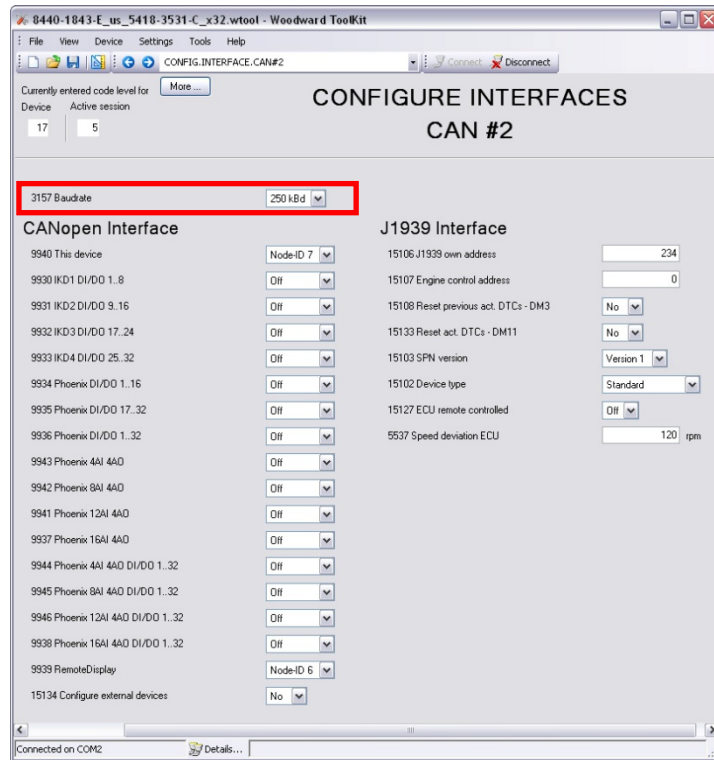 8440-1843-E_us_5418-3531-C_x32.wtool - Woodward ToolKit
File View Device Settings Tools Help
CONFIG.INTERFACE.CAN#2 Connect Disconnect
Currently entered code level for More ...
Device Active session
17 5
CONFIGURE INTERFACES
CAN #2
3157 Baudrate 250 kBd
CANopen Interface
9940 This device Node-ID 7
9930 IKD1 DI/DO 1..8 Off
9931 IKD2 DI/DO 9..16 Off
9932 IKD3 DI/DO 17..24 Off
9933 IKD4 DI/DO 25..32 Off
9934 Phoenix DI/DO 1..16 Off
9935 Phoenix DI/DO 17..32 Off
9936 Phoenix DI/DO 1..32 Off
9943 Phoenix 4AI 4AO Off
9942 Phoenix 8AI 4AO Off
9941 Phoenix 12AI 4AO Off
9937 Phoenix 16AI 4AO Off
9944 Phoenix 4AI 4AO DI/DO 1..32 Off
9945 Phoenix 8AI 4AO DI/DO 1..32 Off
9946 Phoenix 12AI 4AO DI/DO 1..32 Off
9938 Phoenix 16AI 4AO DI/DO 1..32 Off
9939 RemoteDisplay Node-ID 6
15134 Configure external devices No
J1939 Interface
15106 J1939 own address 234
15107 Engine control address 0
15108 Reset previous act. DTCs - DM3 No
15133 Reset act. DTCs - DM11 No
15103 SPN version Version 1
15102 Device type Standard
15127 ECU remote controlled Off
5537 Speed deviation ECU 120 rpm
Connected on COM2 Details...